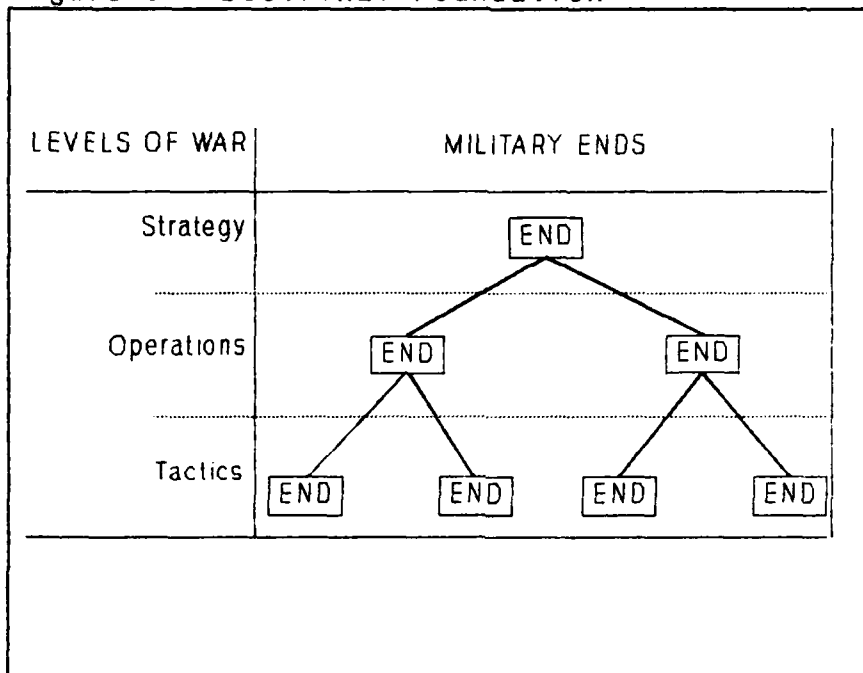 LEVELS OF WAR MILITARY ENDS
Strategy END
Operations END END
Tactics END END END END